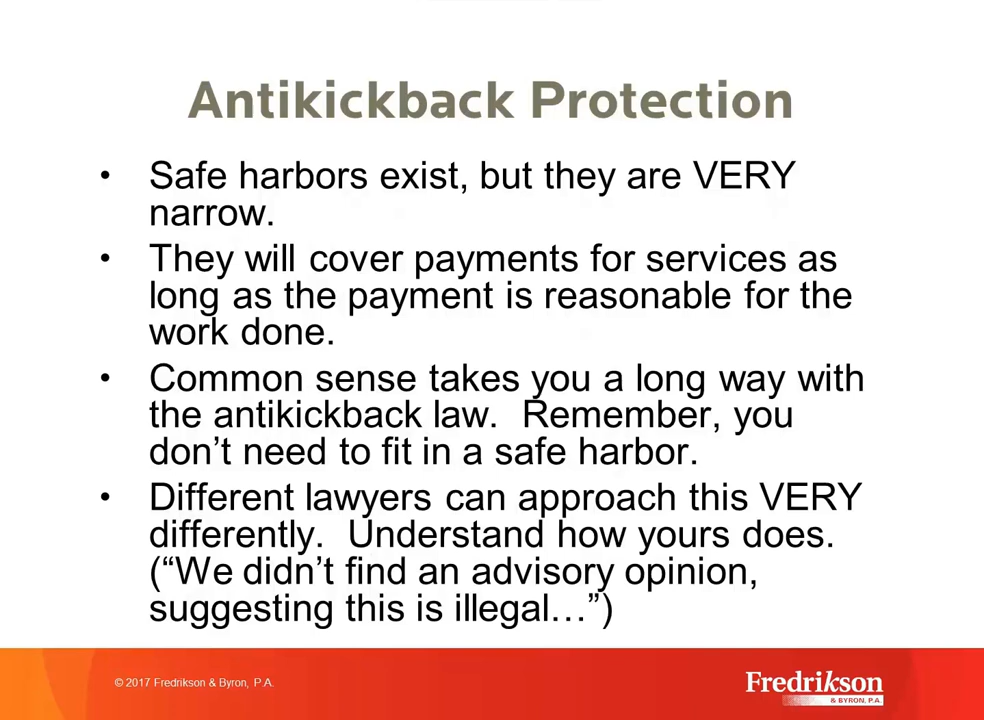 Antikickback Protection
• Safe harbors exist, but they are VERY
narrow.
• They will cover payments for services as
long as the payment is reasonable for the
work done.
• Common sense takes you a long way with
the antikickback law.  Remember, you
don’t need to fit in a safe harbor.
• Different lawyers can approach this VERY
differently.  Understand how yours does.
(“We didn’t find an advisory opinion,
suggesting this is illegal…”)
© 2017 Fredrikson & Byron, P.A.
Fredrikson
& BYRON, P.A.